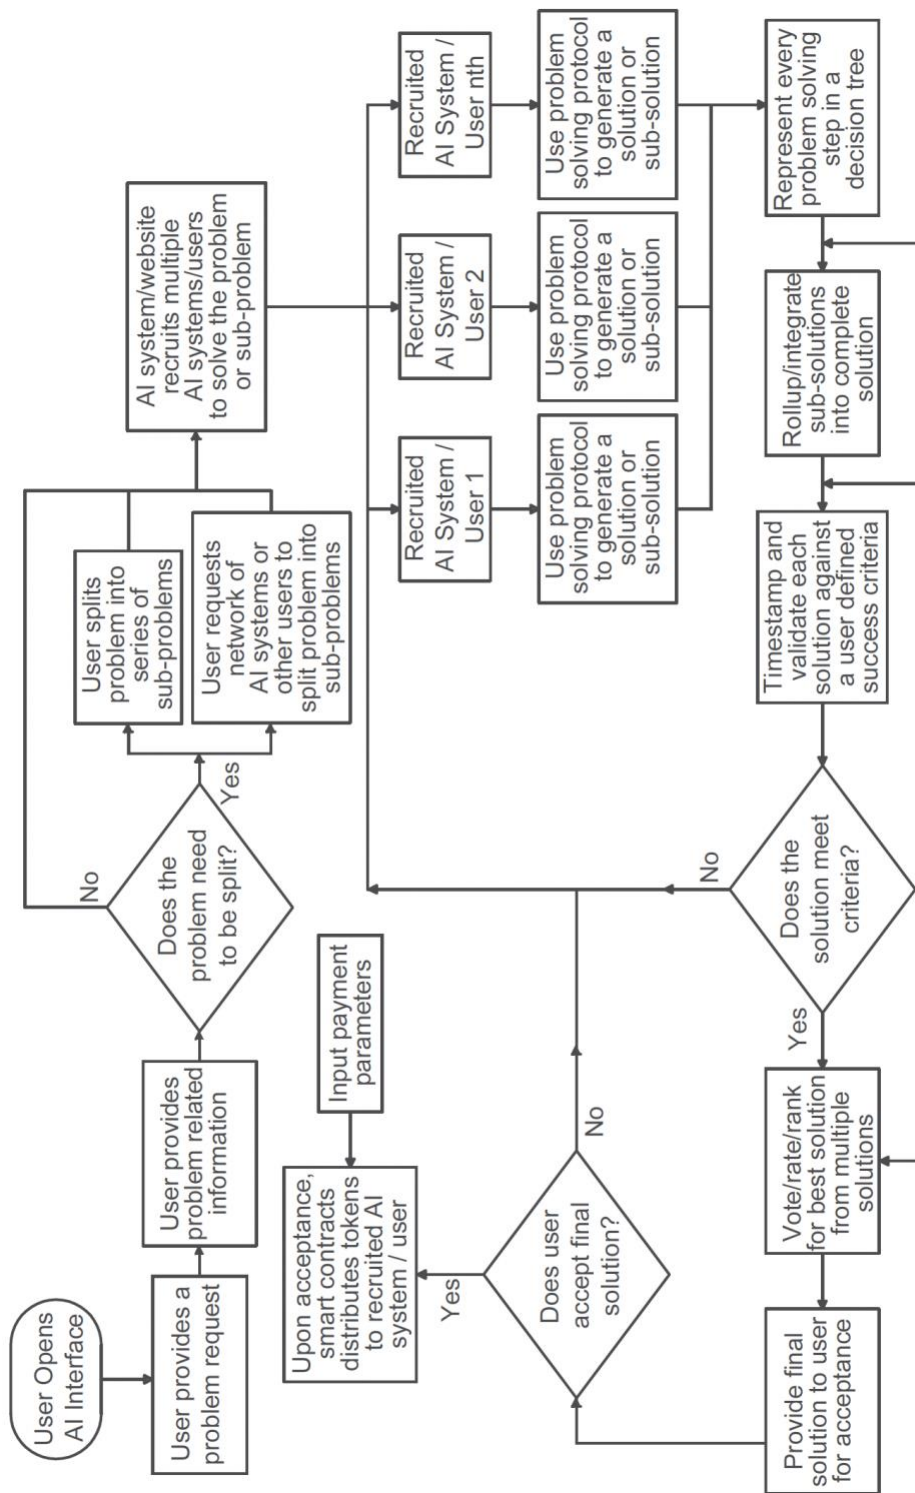 User Opens
AI Interface
User provides a
problem request
User provides
problem related
information
Does the
problem need
to be split?
No
Yes
User splits
problem into
series of
sub-problems
User requests
network of
AI systems or
other users to
split problem into
sub-problems
AI system/website
recruits multiple
AI systems/users
to solve the problem
or sub-problem
Recruited
AI System /
User 1
Recruited
AI System /
User 2
Recruited
AI System /
User nth
Use problem
solving protocol
to generate a
solution or
sub-solution
Use problem
solving protocol
to generate a
solution or
sub-solution
Use problem
solving protocol
to generate a
solution or
sub-solution
Represent every
problem solving
step in a
decision tree
Rollup/integrate
sub-solutions
into complete
solution
Timestamp and
validate each
solution against
a user defined
success criteria
Does the
solution meet
criteria?
No
Yes
Vote/rate/rank
for best solution
from multiple
solutions
Provide final
solution to user
for acceptance
Does user
accept final
solution?
No
Yes
Upon acceptance,
smart contracts
distributes tokens
to recruited AI
system / user
Input payment
parameters